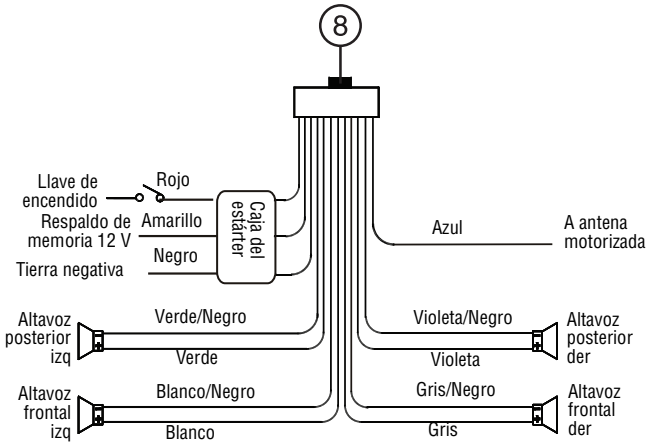 8
Llave de
encendido
Rojo
Respaldo de
memoria 12 V
Amarillo
Tierra negativa
Negro
Caja del
estárter
Azul
A antena
motorizada
Altavoz
posterior
izq
Verde/Negro
Verde
Violeta/Negro
Violeta
Altavoz
posterior
der
Altavoz
frontal
izq
Blanco/Negro
Blanco
Gris/Negro
Gris
Altavoz
frontal
der